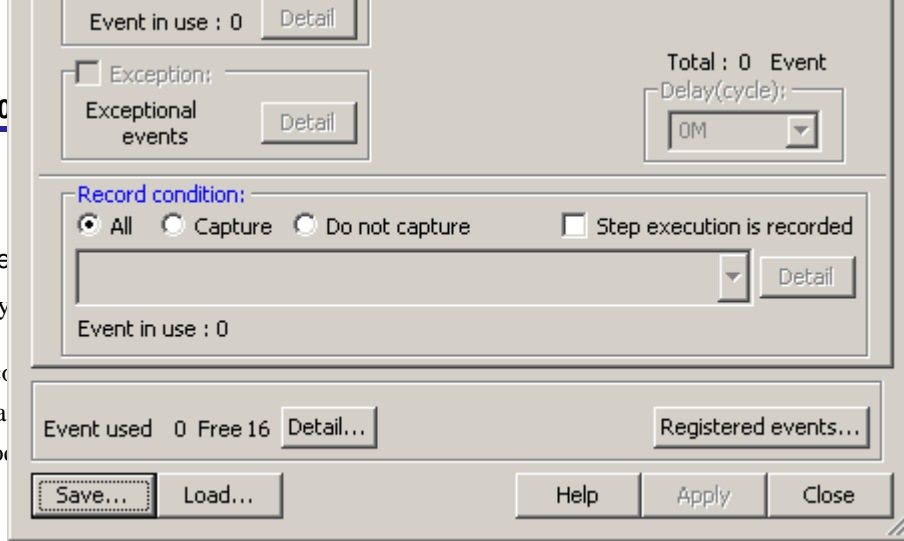 Event in use : 0 Detail
Exception:
Exceptional
events
Detail
Total : 0 Event
Delay(cycle):
0M
Record condition:
All Capture Do not capture Step execution is recorded
Detail
Event in use : 0
Event used 0 Free 16 Detail... Registered events...
Save... Load... Help Apply Close